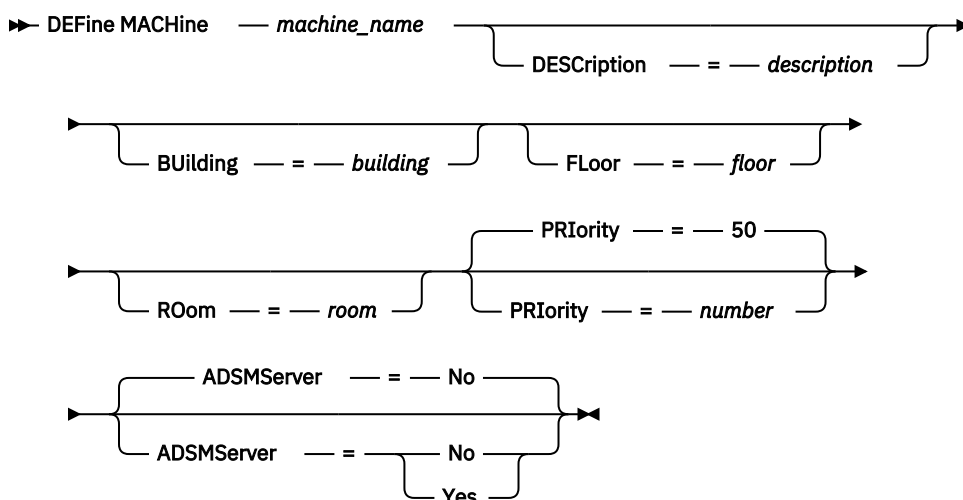 DEFine MACHine machine_name
DESCription = description
BUilding = building FLoor = floor
PRIority = 50
ROom = room PRIority = number
ADSMServer = No
ADSMServer = No
Yes